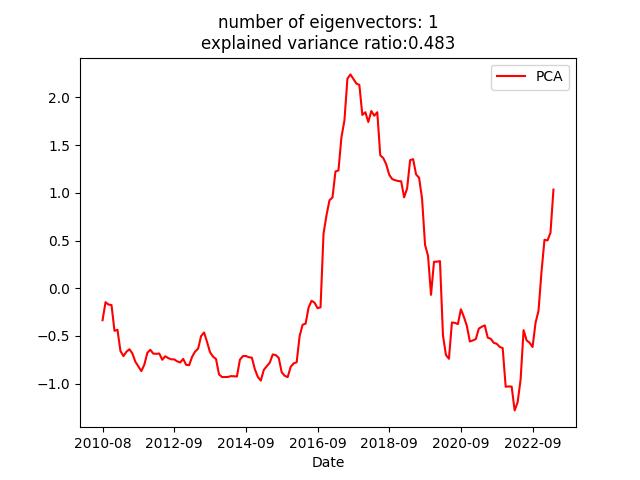 number of eigenvectors: 1
explained variance ratio:0.483
PCA
2.0
1.5
1.0
0.5
0.0
−0.5
−1.0
2010-08 2012-09 2014-09 2016-09 2018-09 2020-09 2022-09
Date